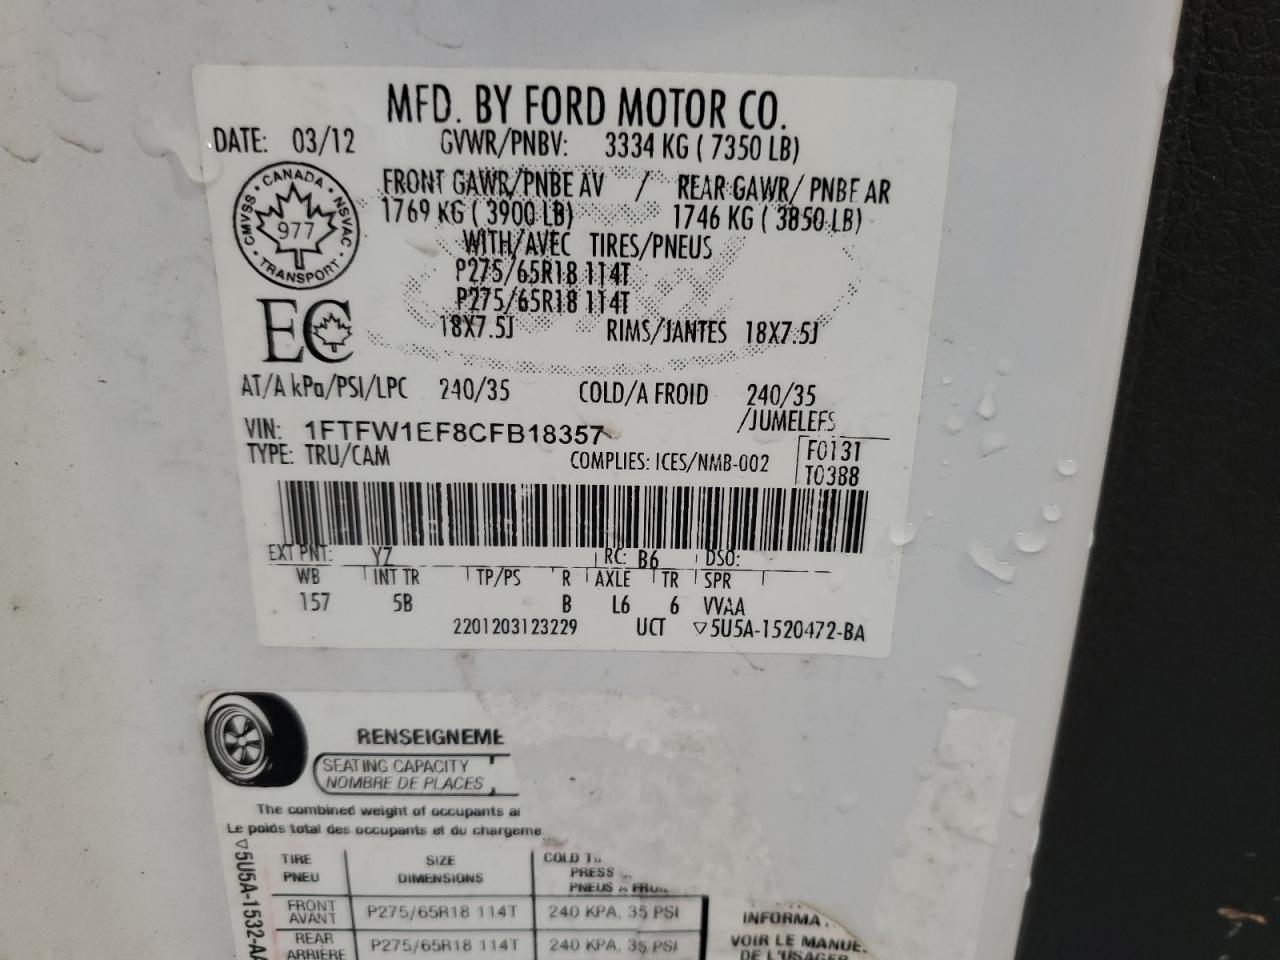 MFD. BY FORD MOTOR CO.
DATE: 03/12 GVWR/PNBV: 3334 KG ( 7350 LB)
FRONT GAWR/PNBE AV / REAR GAWR/ PNBE AR
1769 KG ( 3900 LB) 1746 KG ( 3850 LB)
WITH/AVEC TIRES/PNEUS
P275/65R18 114T
P275/65R18 114T
18X7.5J RIMS/JANTES 18X7.5J
CANADA
CMVSS · NSVAC
977
TRANSPORT
EC
AT/A kPa/PSI/LPC 240/35 COLD/A FROID 240/35
/JUMELEES
VIN: 1FTFW1EF8CFB18357
TYPE: TRU/CAM COMPLIES: ICES/NMB-002
F0131
T0388
EXT PNT: YZ RC: B6 DSO:
WB INT TR TP/PS R AXLE TR SPR
157 5B B L6 6 VVAA
2201203123229 UCT ▽5U5A-1520472-BA
RENSEIGNEME
SEATING CAPACITY
NOMBRE DE PLACES
The combined weight of occupants
Le poids total des occupants et du chargeme
▽5U5A-1532-
TIRE SIZE COLD
PNEU DIMENSIONS PRESS
PNEUS A
FRONT
AVANT P275/65R18 114T 240 KPA, 35 PSI
REAR
ARRIÈRE P275/65R18 114T 240 KPA, 35 PSI
INFORMA
VOIR LE MANUE
DE L'USAGER